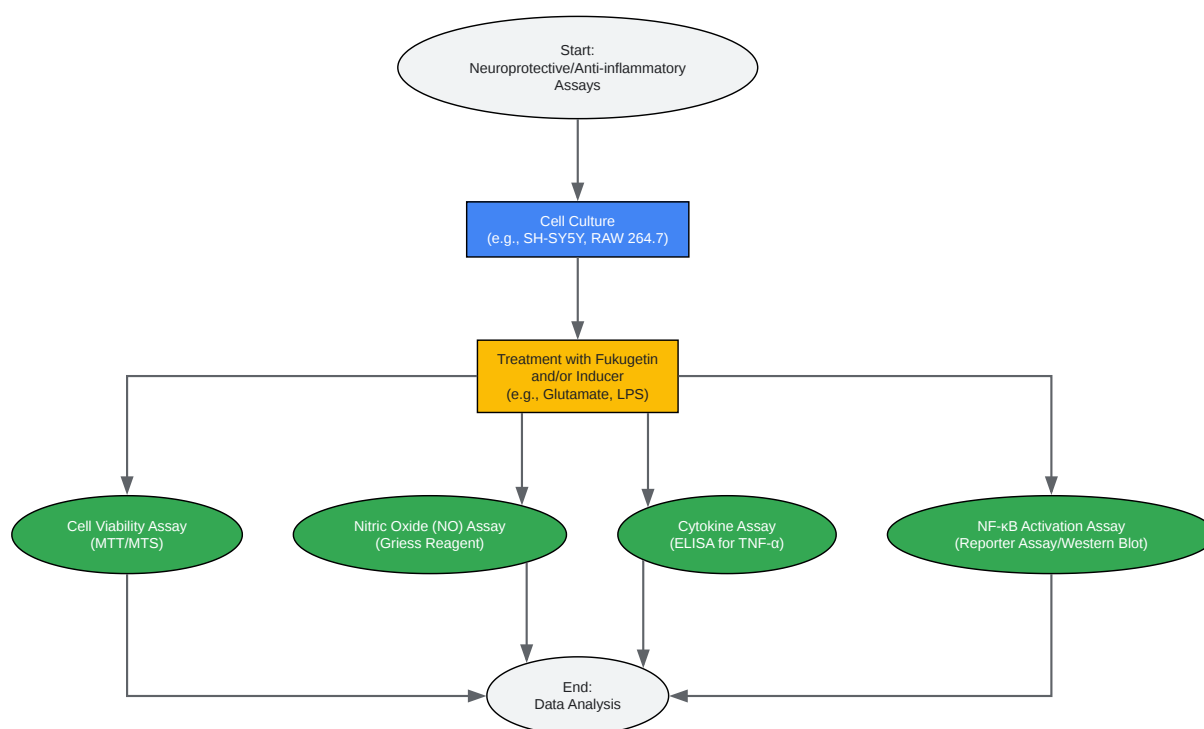 Start:
Neuroprotective/Anti-inflammatory
Assays
Cell Culture
(e.g., SH-SY5Y, RAW 264.7)
Treatment with Fukugetin
and/or Inducer
(e.g., Glutamate, LPS)
Cell Viability Assay
(MTT/MTS)
Nitric Oxide (NO) Assay
(Griess Reagent)
Cytokine Assay
(ELISA for TNF-α)
NF-κB Activation Assay
(Reporter Assay/Western Blot)
End:
Data Analysis